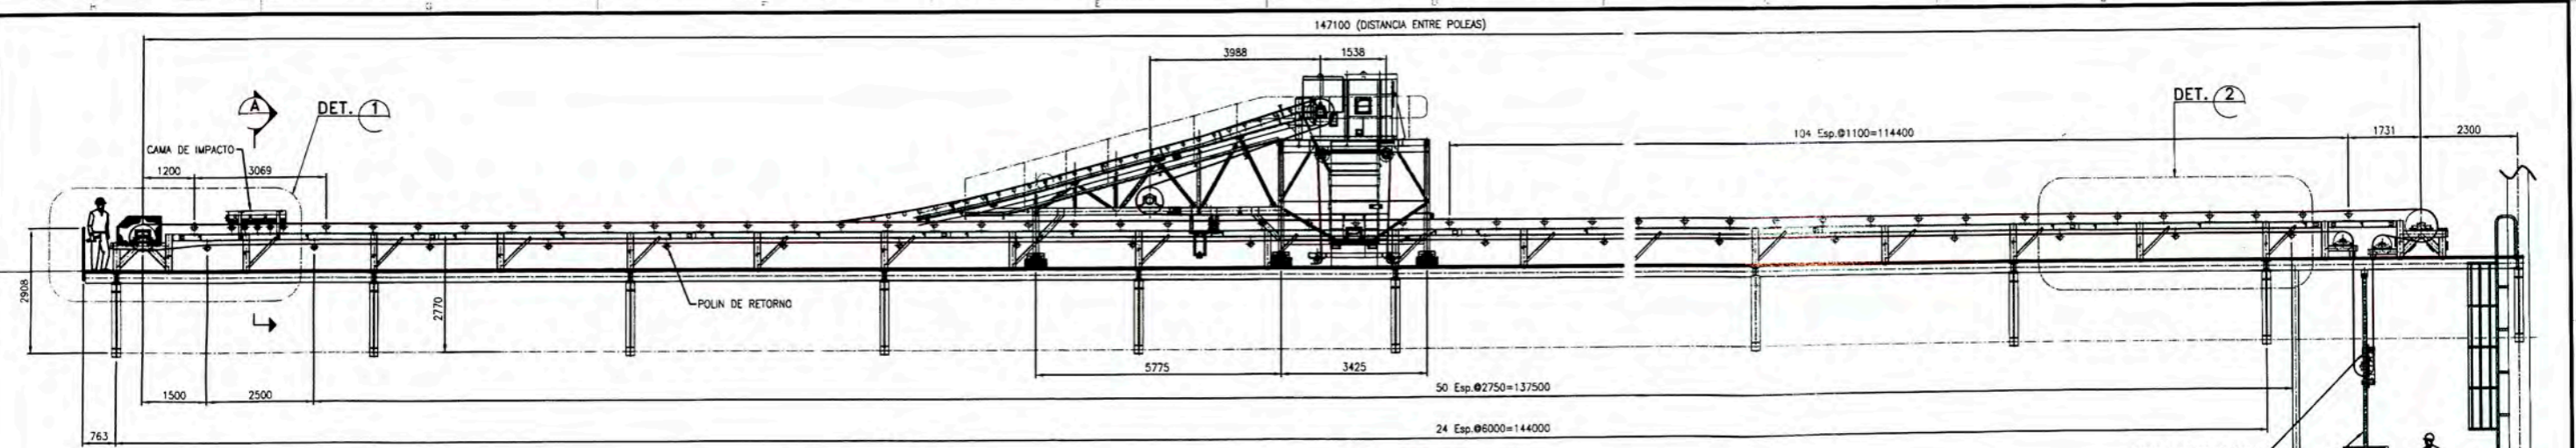 147100 (DISTANCIA ENTRE POLEAS)
3988
1538
A
DET. 1
DET. 2
104 Esp.@1100=114400
1731
2300
CAMA DE IMPACTO
1200
3069
2908
2770
POLIN DE RETORNO
5775
3425
50 Esp.@2750=137500
1500
2500
24 Esp.@6000=144000
763